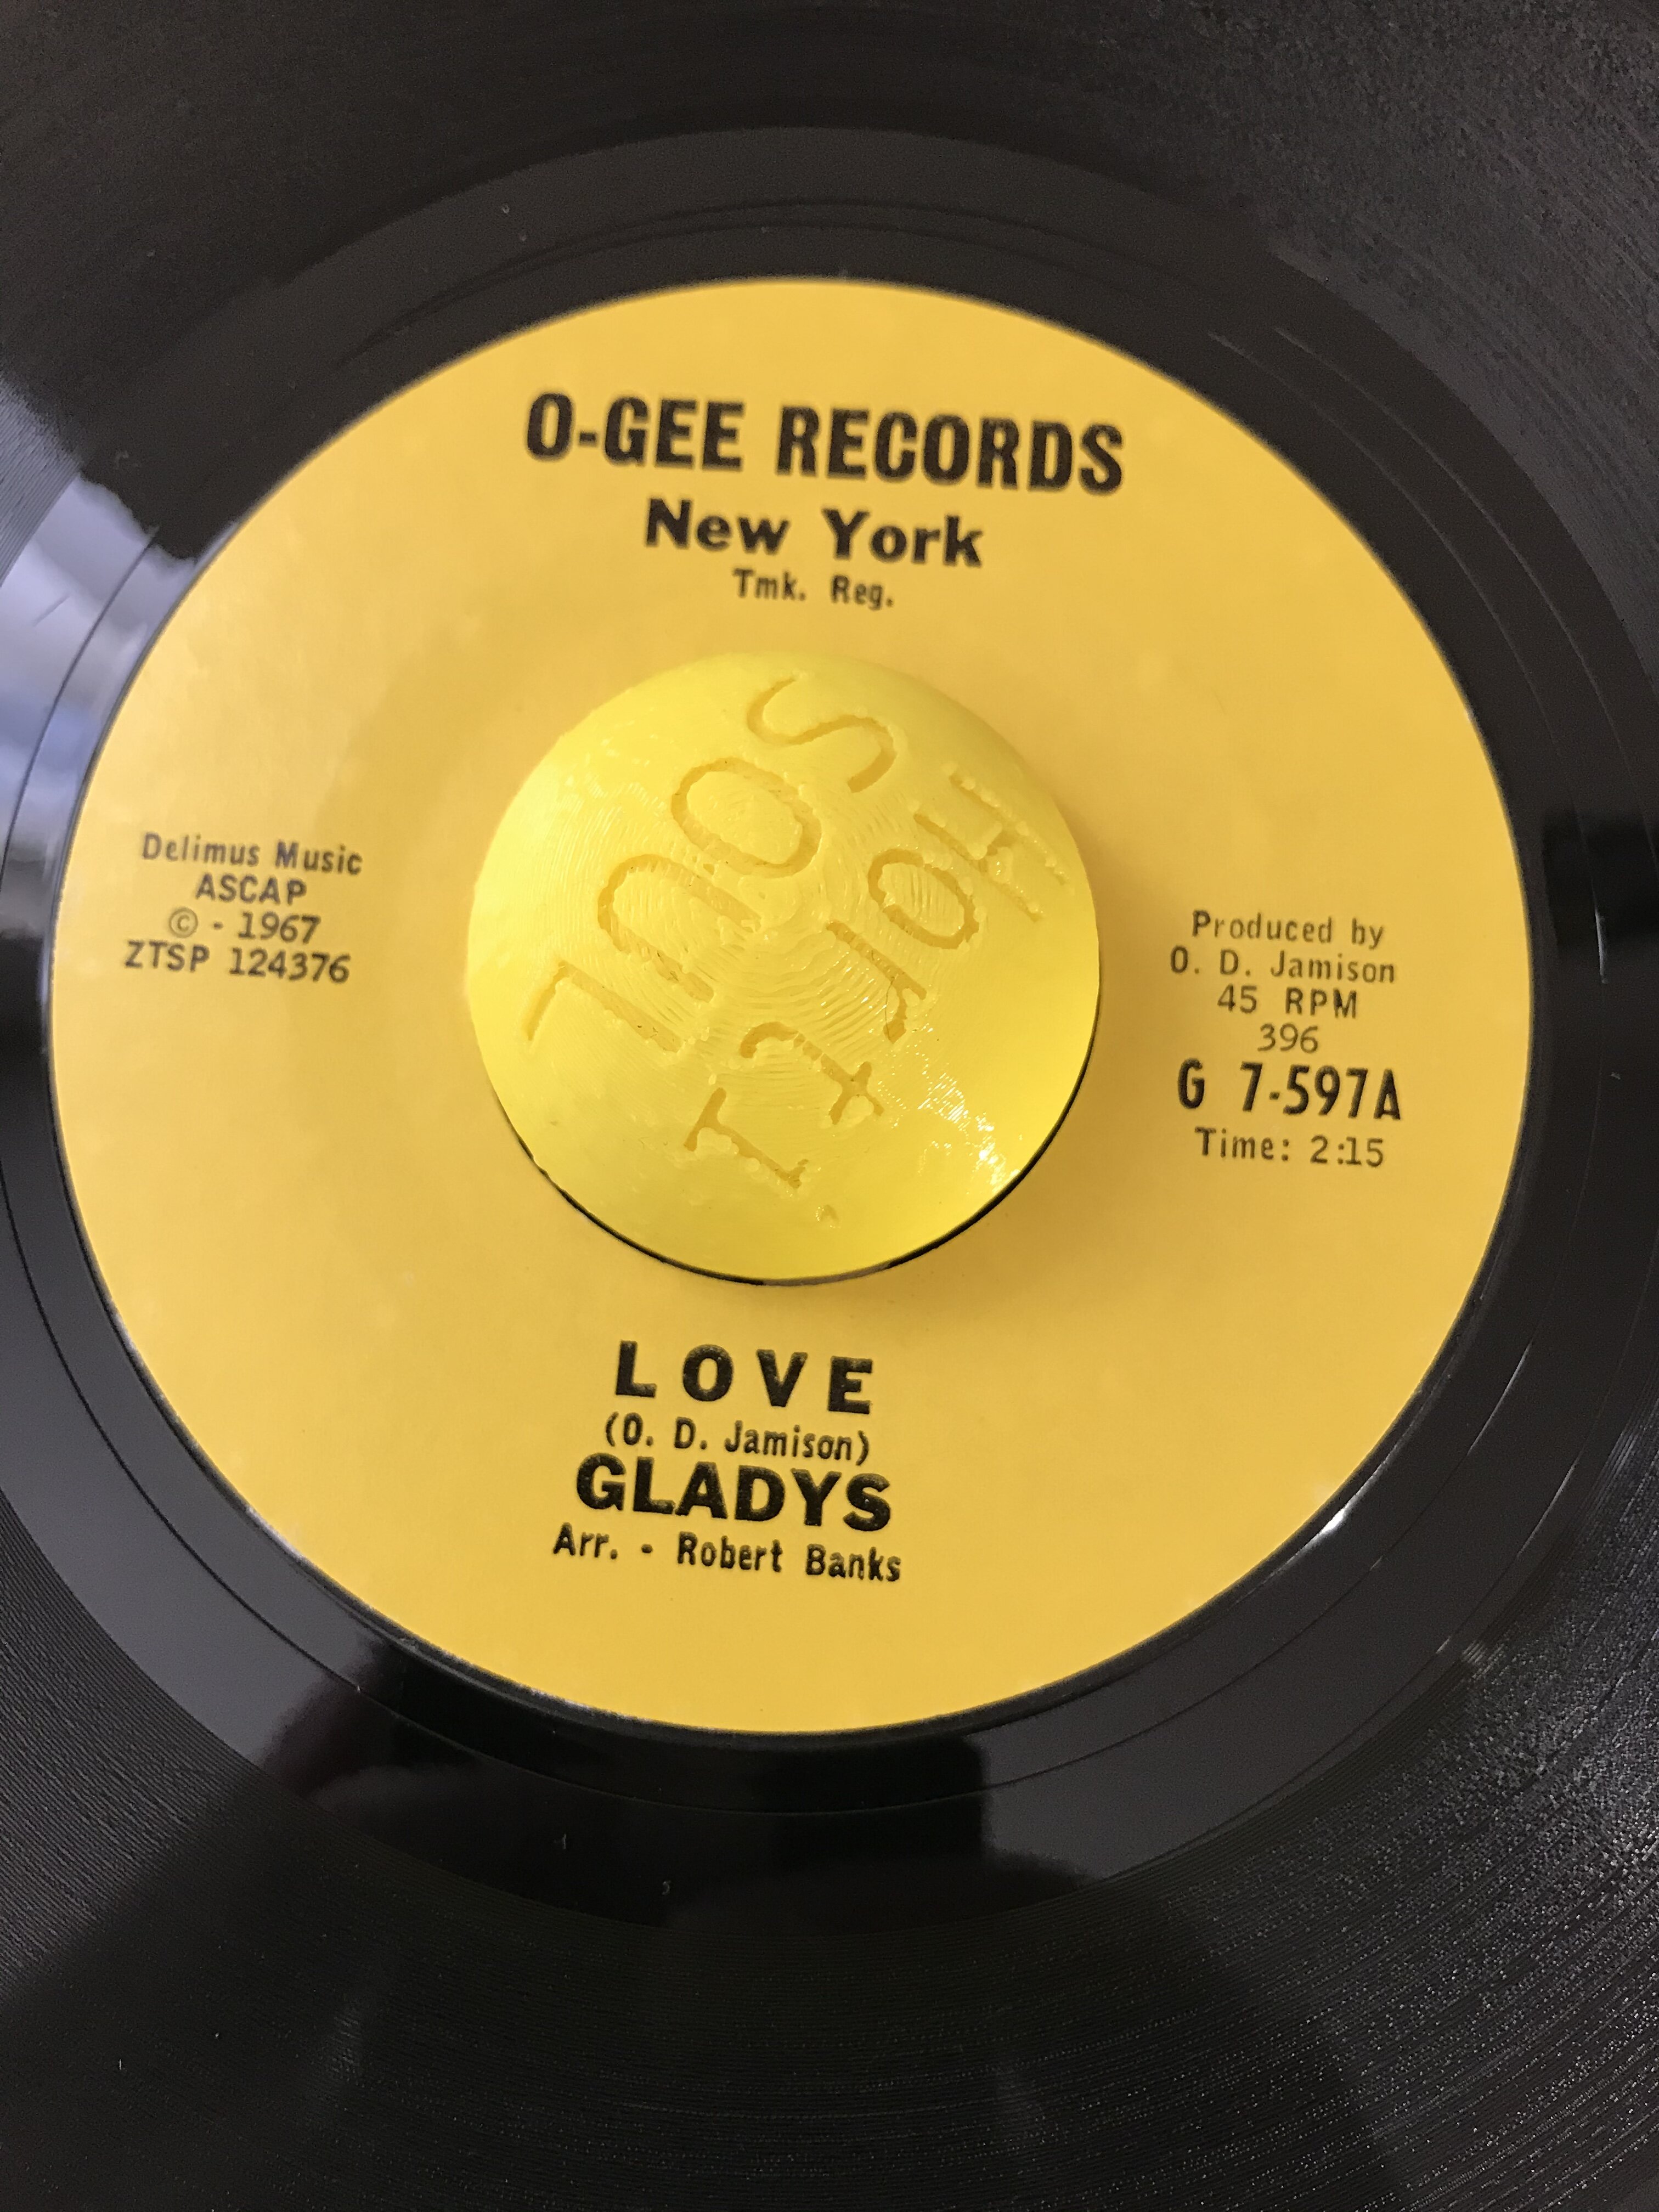 O-GEE RECORDS
New York
Tmk. Reg.
SOUL
Delimus Music
ASCAP
© - 1967
ZTSP 124376
Produced by
O. D. Jamison
45 RPM
396
G 7-597A
Time: 2:15
LOVE
(O. D. Jamison)
GLADYS
Arr. - Robert Banks